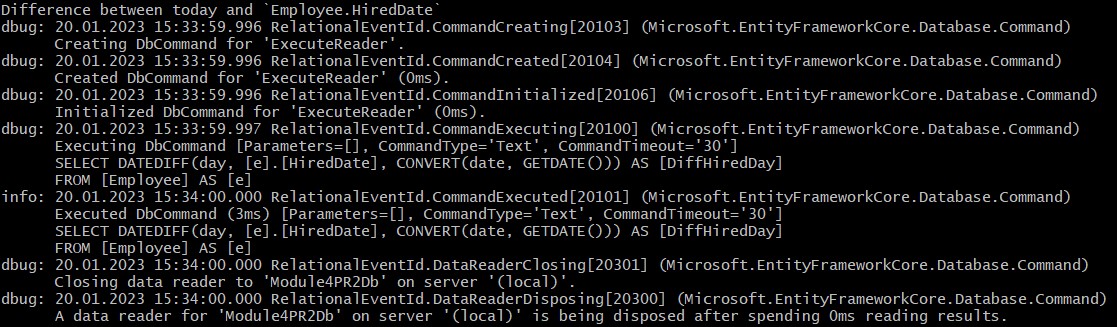 Difference between today and `Employee.HiredDate`
dbug: 20.01.2023 15:33:59.996 RelationalEventId.CommandCreating[20103] (Microsoft.EntityFrameworkCore.Database.Command)
Creating DbCommand for 'ExecuteReader'.
dbug: 20.01.2023 15:33:59.996 RelationalEventId.CommandCreated[20104] (Microsoft.EntityFrameworkCore.Database.Command)
Created DbCommand for 'ExecuteReader' (0ms).
dbug: 20.01.2023 15:33:59.996 RelationalEventId.CommandInitialized[20106] (Microsoft.EntityFrameworkCore.Database.Command)
Initialized DbCommand for 'ExecuteReader' (0ms).
dbug: 20.01.2023 15:33:59.997 RelationalEventId.CommandExecuting[20100] (Microsoft.EntityFrameworkCore.Database.Command)
Executing DbCommand [Parameters=[], CommandType='Text', CommandTimeout='30']
SELECT DATEDIFF(day, [e].[HiredDate], CONVERT(date, GETDATE())) AS [DiffHiredDay]
FROM [Employee] AS [e]
info: 20.01.2023 15:34:00.000 RelationalEventId.CommandExecuted[20101] (Microsoft.EntityFrameworkCore.Database.Command)
Executed DbCommand (3ms) [Parameters=[], CommandType='Text', CommandTimeout='30']
SELECT DATEDIFF(day, [e].[HiredDate], CONVERT(date, GETDATE())) AS [DiffHiredDay]
FROM [Employee] AS [e]
dbug: 20.01.2023 15:34:00.000 RelationalEventId.DataReaderClosing[20301] (Microsoft.EntityFrameworkCore.Database.Command)
Closing data reader to 'Module4PR2Db' on server '(local)'.
dbug: 20.01.2023 15:34:00.000 RelationalEventId.DataReaderDisposing[20300] (Microsoft.EntityFrameworkCore.Database.Command)
A data reader for 'Module4PR2Db' on server '(local)' is being disposed after spending 0ms reading results.